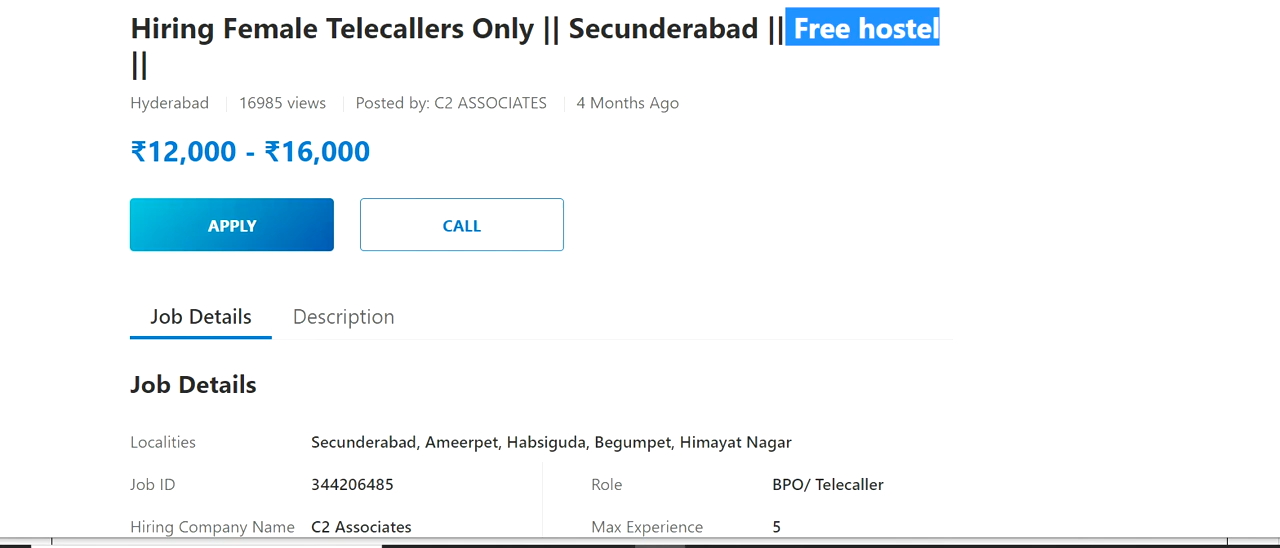 Hiring Female Telecallers Only || Secunderabad || Free hostel
||
Hyderabad 16985 views Posted by: C2 ASSOCIATES 4 Months Ago
₹12,000 - ₹16,000
APPLY CALL
Job Details Description
Job Details
Localities Secunderabad, Ameerpet, Habsiguda, Begumpet, Himayat Nagar
Job ID 344206485 Role BPO/ Telecaller
Hiring Company Name C2 Associates Max Experience 5